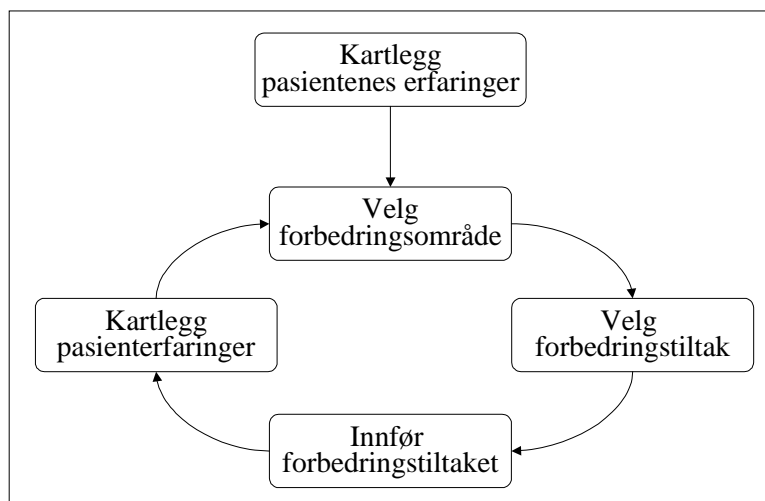 Kartlegg
pasientenes erfaringer
Velg
forbedringsområde
Velg
forbedringstiltak
Innfør
forbedringstiltaket
Kartlegg
pasienterfaringer